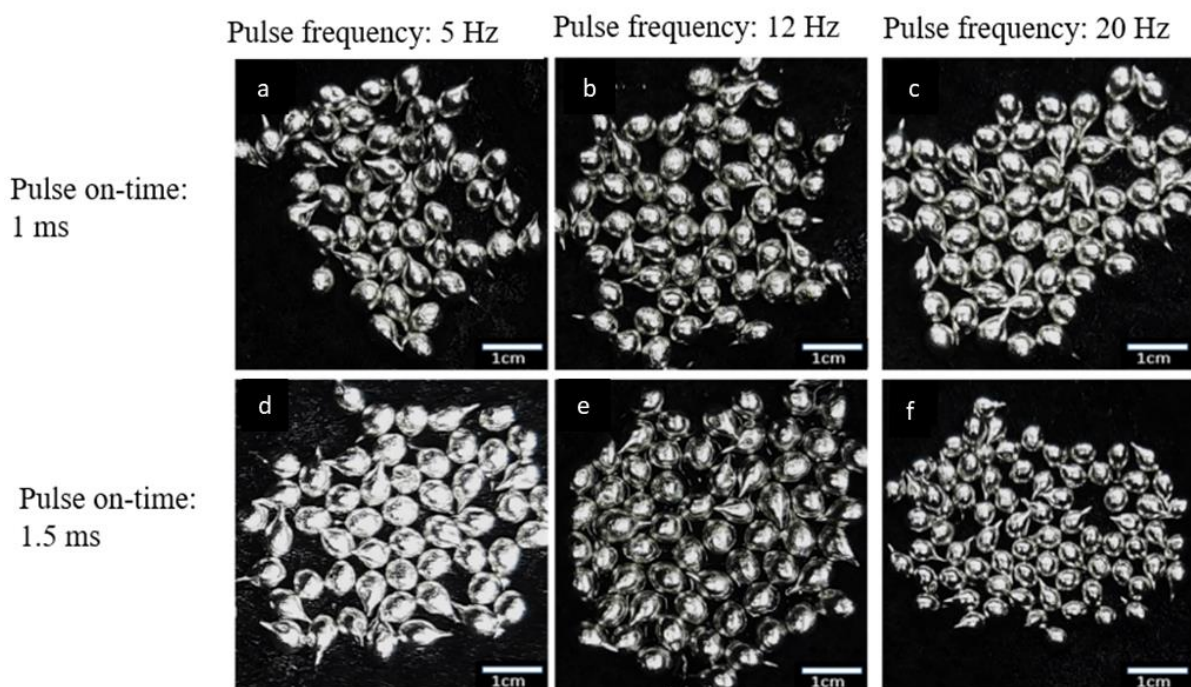 Pulse frequency: 5 Hz
Pulse frequency: 12 Hz
Pulse frequency: 20 Hz
Pulse on-time:
1 ms
a
b
c
1cm
1cm
1cm
Pulse on-time:
1.5 ms
d
e
f
1cm
1cm
1cm